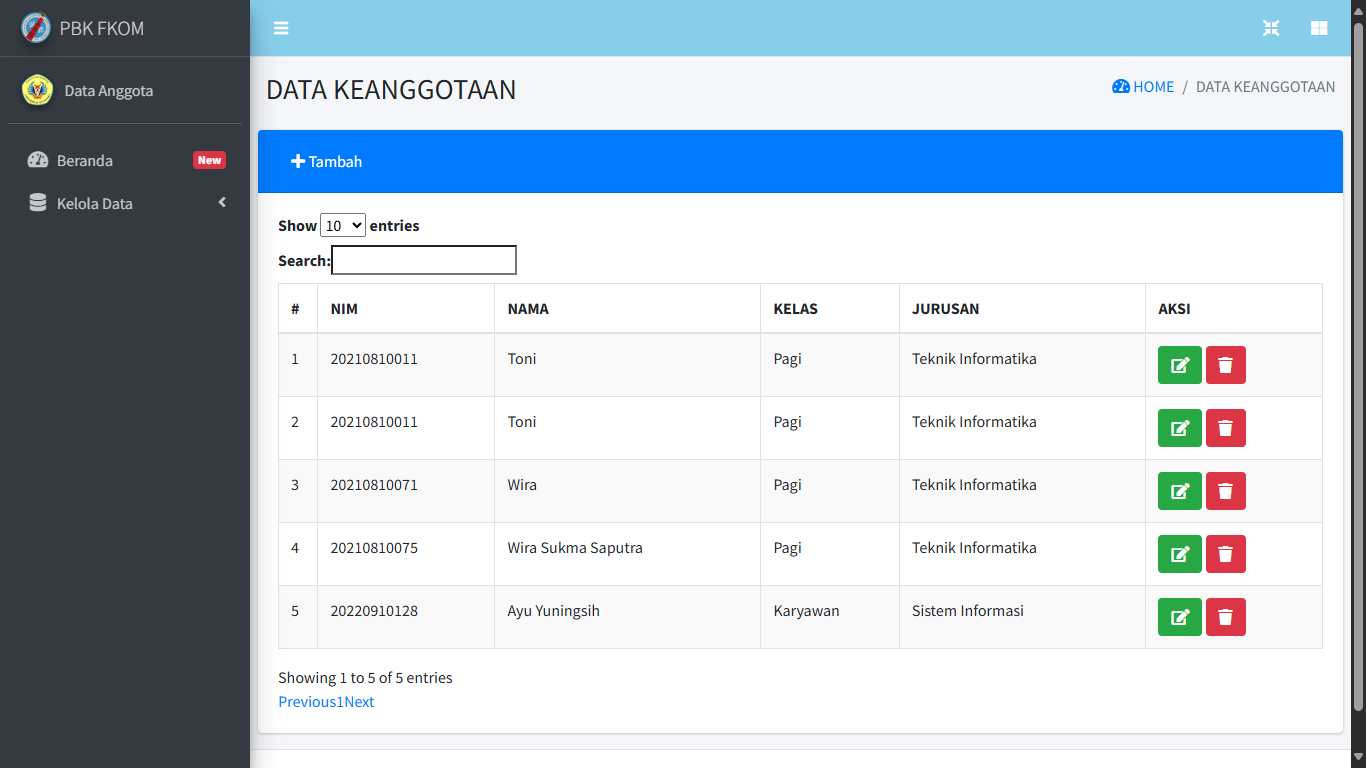 PBK FKOM
Data Anggota
Beranda New
Kelola Data
DATA KEANGGOTAAN
HOME / DATA KEANGGOTAAN
Tambah
Show 10 entries
Search:
# NIM NAMA KELAS JURUSAN AKSI
1 20210810011 Toni Pagi Teknik Informatika
2 20210810011 Toni Pagi Teknik Informatika
3 20210810071 Wira Pagi Teknik Informatika
4 20210810075 Wira Sukma Saputra Pagi Teknik Informatika
5 20220910128 Ayu Yuningsih Karyawan Sistem Informasi
Showing 1 to 5 of 5 entries
Previous1Next